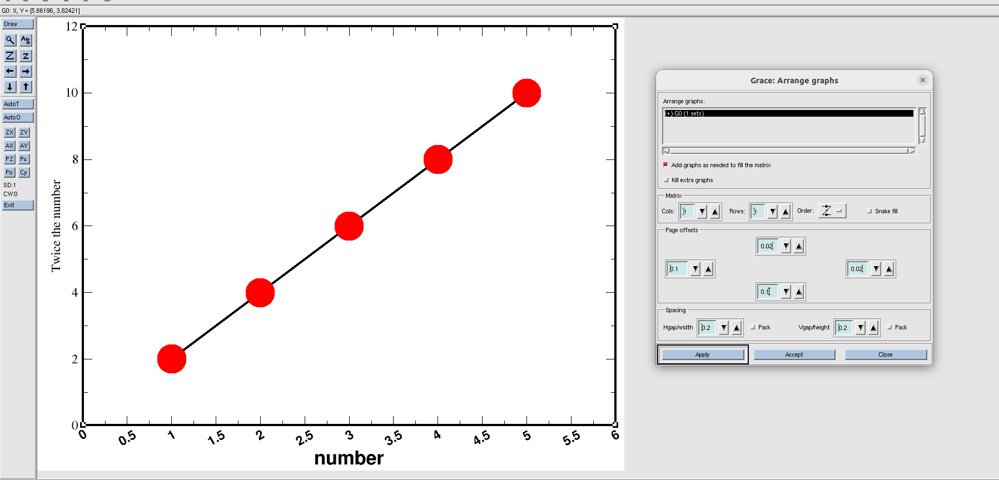 G0: X, Y = [5.66196, 3.82421]
Draw
AS
Z z
AutoT
AutoO
ZX ZY
AX AY
PZ Pu
Po Cy
SD:1
CW:0
Exit
12
10
8
6
4
2
0
Twice the number
0 0.5 1 1.5 2 2.5 3 3.5 4 4.5 5 5.5 6
number
Grace: Arrange graphs
Arrange graphs:
(+) G0 (1 sets)
Add graphs as needed to fill the matrix
Kill extra graphs
Matrix
Cols: 1 Rows: 1 Order: Snake fill
Page offsets
0.02
0.1 0.02
0.1
Spacing
Hgap/width 0.2 Pack Vgap/height 0.2 Pack
Apply Accept Close